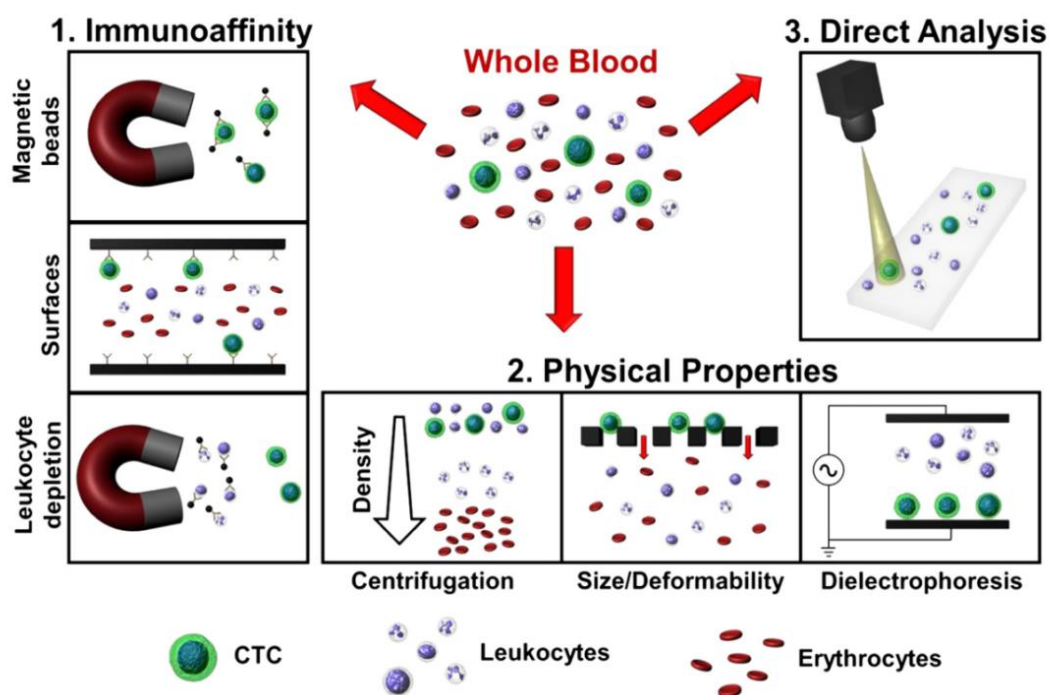 1. Immunoaffinity
3. Direct Analysis
Whole Blood
Magnetic
beads
Surfaces
Leukocyte
depletion
2. Physical Properties
Density
Centrifugation
Size/Deformability
Dielectrophoresis
CTC
Leukocytes
Erythrocytes